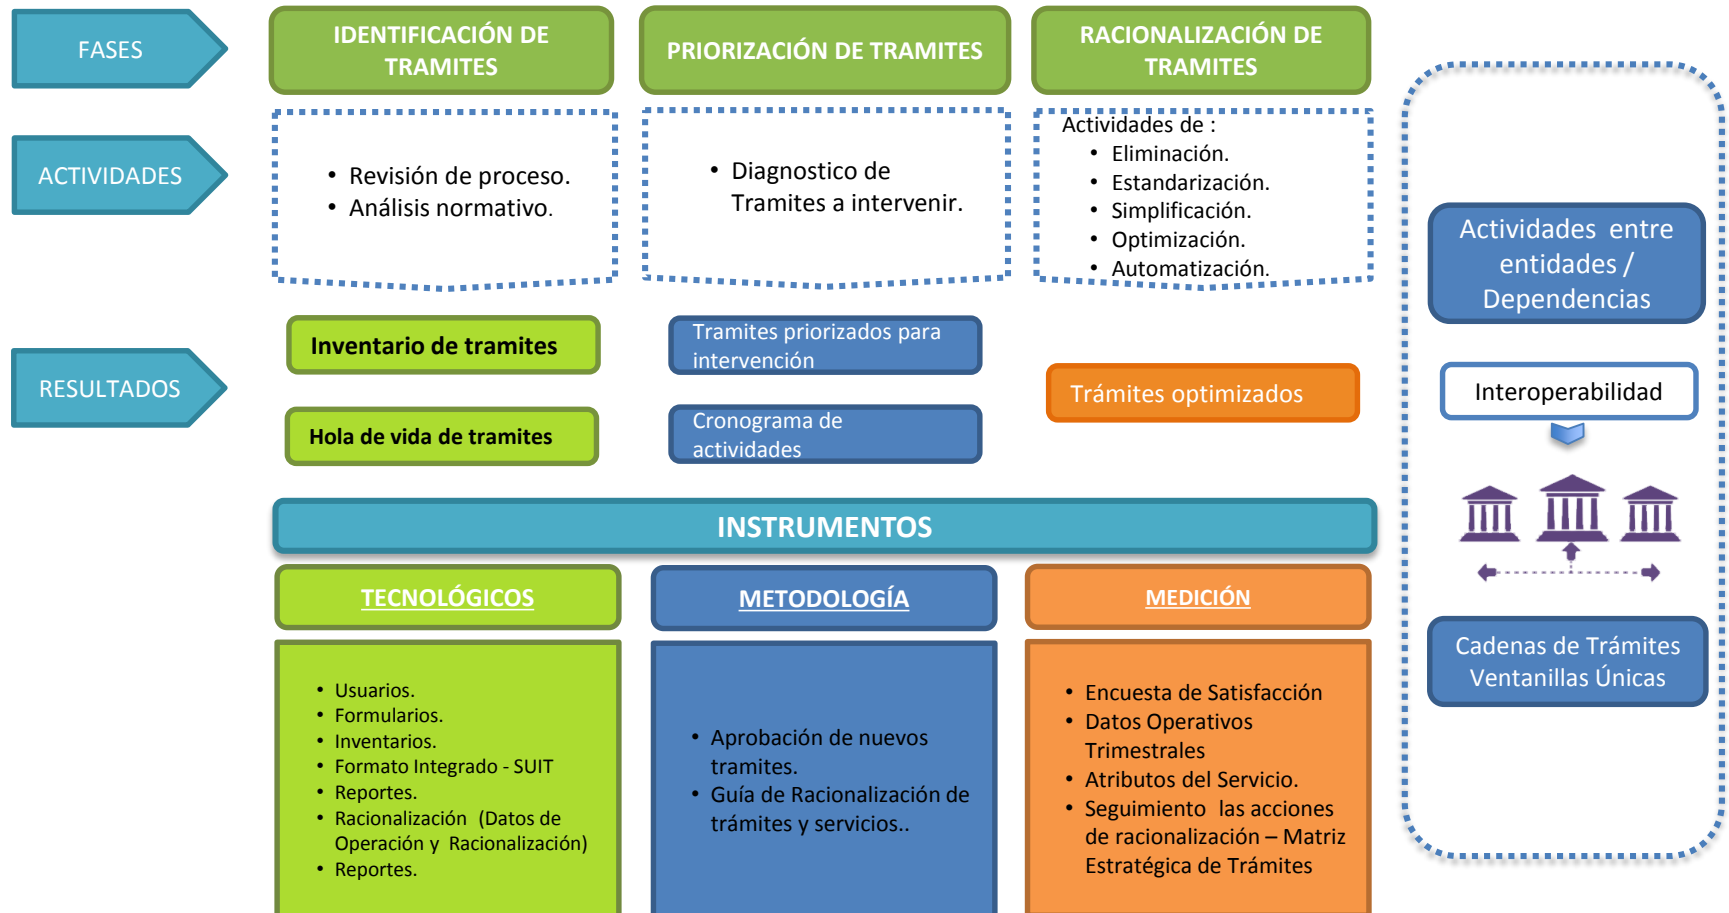 FASES
IDENTIFICACIÓN DE
TRAMITES
PRIORIZACIÓN DE TRAMITES
RACIONALIZACIÓN DE
TRAMITES
ACTIVIDADES
• Revisión de proceso.
• Análisis normativo.
• Diagnostico de
Tramites a intervenir.
Actividades de :
• Eliminación.
• Estandarización.
• Simplificación.
• Optimización.
• Automatización.
RESULTADOS
Inventario de tramites
Hola de vida de tramites
Tramites priorizados para
intervención
Cronograma de
actividades
Trámites optimizados
INSTRUMENTOS
TECNOLÓGICOS
• Usuarios.
• Formularios.
• Inventarios.
• Formato Integrado - SUIT
• Reportes.
• Racionalización (Datos de
Operación y Racionalización)
• Reportes.
METODOLOGÍA
• Aprobación de nuevos
tramites.
• Guía de Racionalización de
trámites y servicios..
MEDICIÓN
• Encuesta de Satisfacción
• Datos Operativos
Trimestrales
• Atributos del Servicio.
• Seguimiento las acciones
de racionalización – Matriz
Estratégica de Trámites
Actividades entre
entidades /
Dependencias
Interoperabilidad
Cadenas de Trámites
Ventanillas Únicas